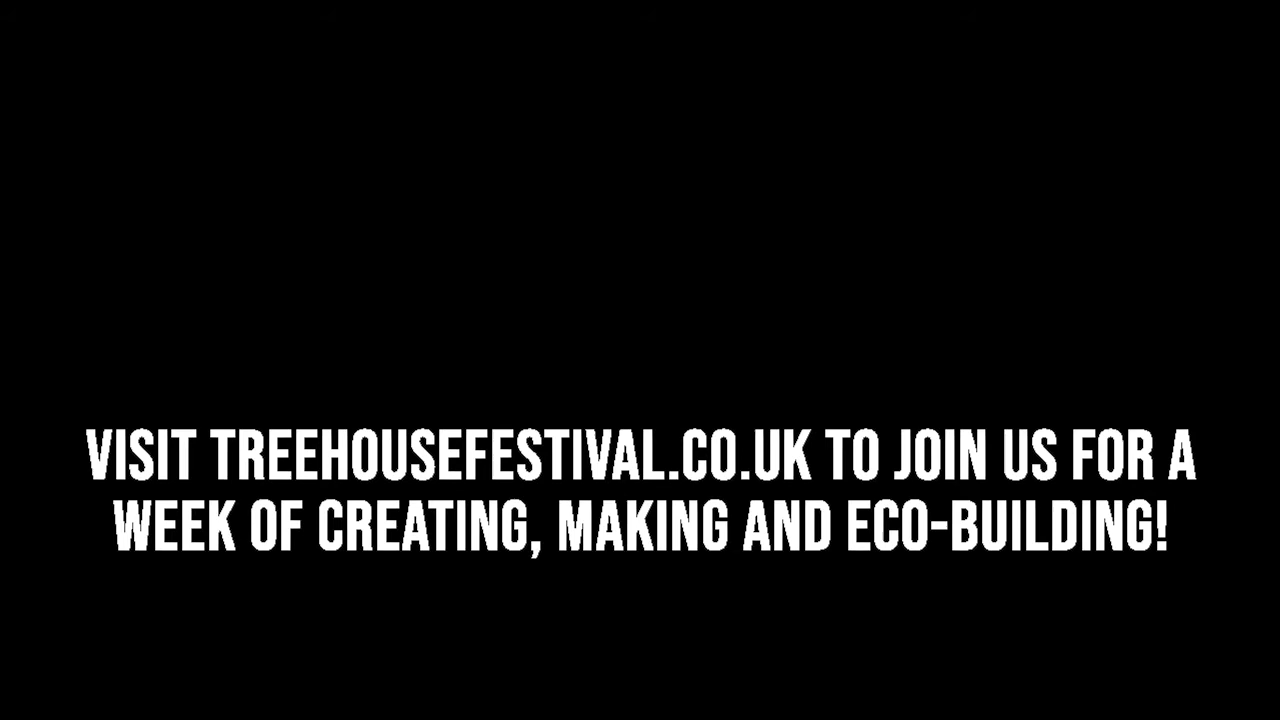 VISIT TREEHOUSEFESTIVAL.CO.UK TO JOIN US FOR A
WEEK OF CREATING, MAKING AND ECO-BUILDING!